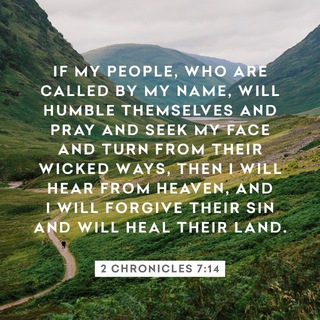 IF MY PEOPLE, WHO ARE
CALLED BY MY NAME, WILL
HUMBLE THEMSELVES AND
PRAY AND SEEK MY FACE
AND TURN FROM THEIR
WICKED WAYS, THEN I WILL
HEAR FROM HEAVEN, AND
I WILL FORGIVE THEIR SIN
AND WILL HEAL THEIR LAND.
2 CHRONICLES 7:14